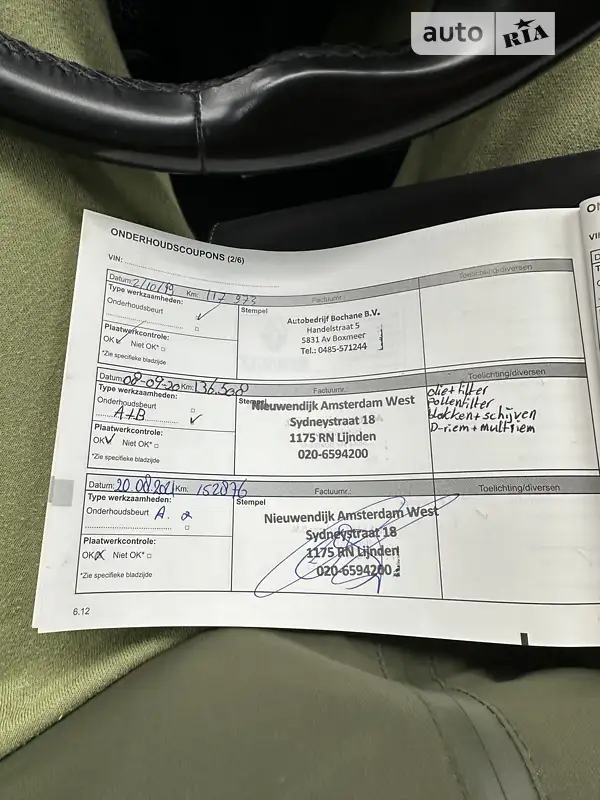 auto RIA
ONDERHOUDSCOUPONS (2/6)
VIN:
Datum: 2/10/19 Km: 117 973 Factuurnr.: Toelichting/diversen
Type werkzaamheden:
Onderhoudsbeurt
Plaatwerkcontrole:
OK Niet OK*
*Zie specifieke bladzijde
Stempel
Autobedrijf Bochane B.V.
Handelstraat 5
5831 Av Boxmeer
Tel.: 0485-571244
Datum: 08-09-20 Km: 136.508 Factuurnr.: Toelichting/diversen
Type werkzaamheden:
Onderhoudsbeurt
A+B
Plaatwerkcontrole:
OK Niet OK*
*Zie specifieke bladzijde
Stempel
Nieuwendijk Amsterdam West
Sydneystraat 18
1175 RN Lijnden
020-6594200
olie+filter
Pollenfilter
blokken+schijven
D-riem+multriem
Datum: 20.08.2021 Km: 152876 Factuurnr.: Toelichting/diversen
Type werkzaamheden:
Onderhoudsbeurt A.
Plaatwerkcontrole:
OK Niet OK*
*Zie specifieke bladzijde
Stempel
Nieuwendijk Amsterdam West
Sydneystraat 18
1175 RN Lijnden
020-6594200
6.12